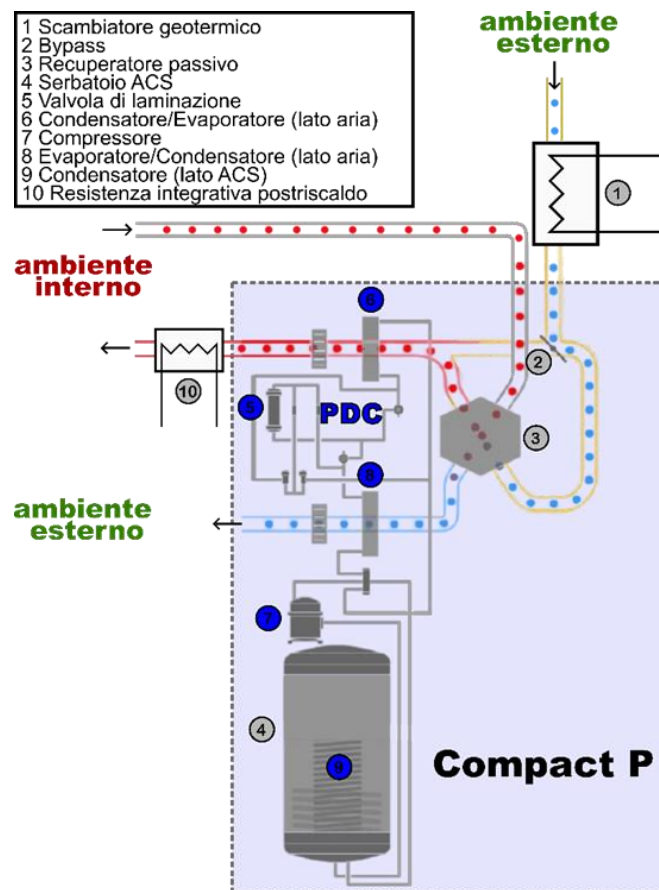 1 Scambiatore geotermico
2 Bypass
3 Recuperatore passivo
4 Serbatoio ACS
5 Valvola di laminazione
6 Condensatore/Evaporatore (lato aria)
7 Compressore
8 Evaporatore/Condensatore (lato aria)
9 Condensatore (lato ACS)
10 Resistenza integrativa postriscaldo
ambiente
esterno
1
ambiente
interno
6
2
10
5
PDC
3
8
ambiente
esterno
7
4
9
Compact P